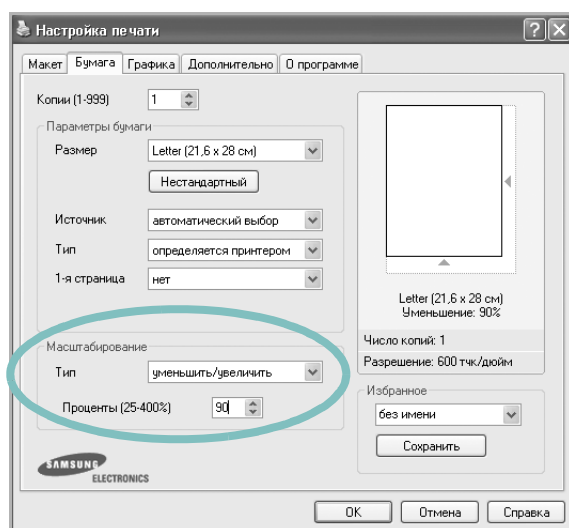 Настройка печати
Макет Бумага Графика Дополнительно О программе
Копии (1-999) 1
Параметры бумаги
Размер Letter (21,6 x 28 см)
Нестандартный
Источник автоматический выбор
Тип определяется принтером
1-я страница нет
Letter (21,6 x 28 см)
Уменьшение: 90%
Число копий: 1
Разрешение: 600 тчк/дюйм
Масштабирование
Тип уменьшить/увеличить
Проценты (25-400%) 90
Избранное
без имени
Сохранить
SAMSUNG
ELECTRONICS
OK Отмена Справка